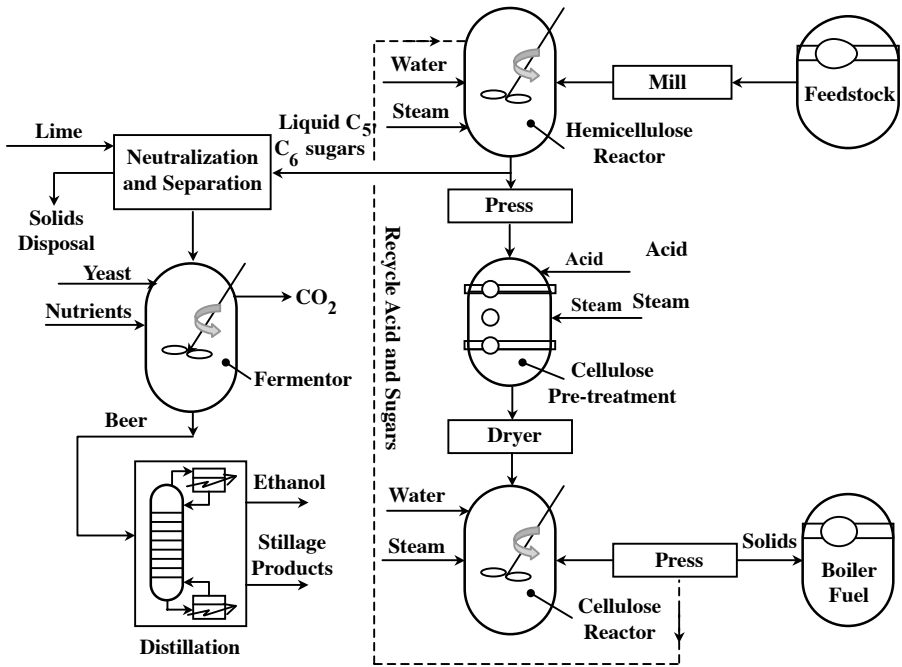 Water
Steam
Mill
Feedstock
Hemicellulose
Reactor
Lime
Liquid C5,
C6 sugars
Neutralization
and Separation
Solids
Disposal
Press
Recycle Acid and Sugars
Acid
Acid
Steam
Steam
Cellulose
Pre-treatment
Yeast
Nutrients
CO2
Fermentor
Beer
Dryer
Ethanol
Stillage
Products
Distillation
Water
Steam
Press
Solids
Boiler
Fuel
Cellulose
Reactor